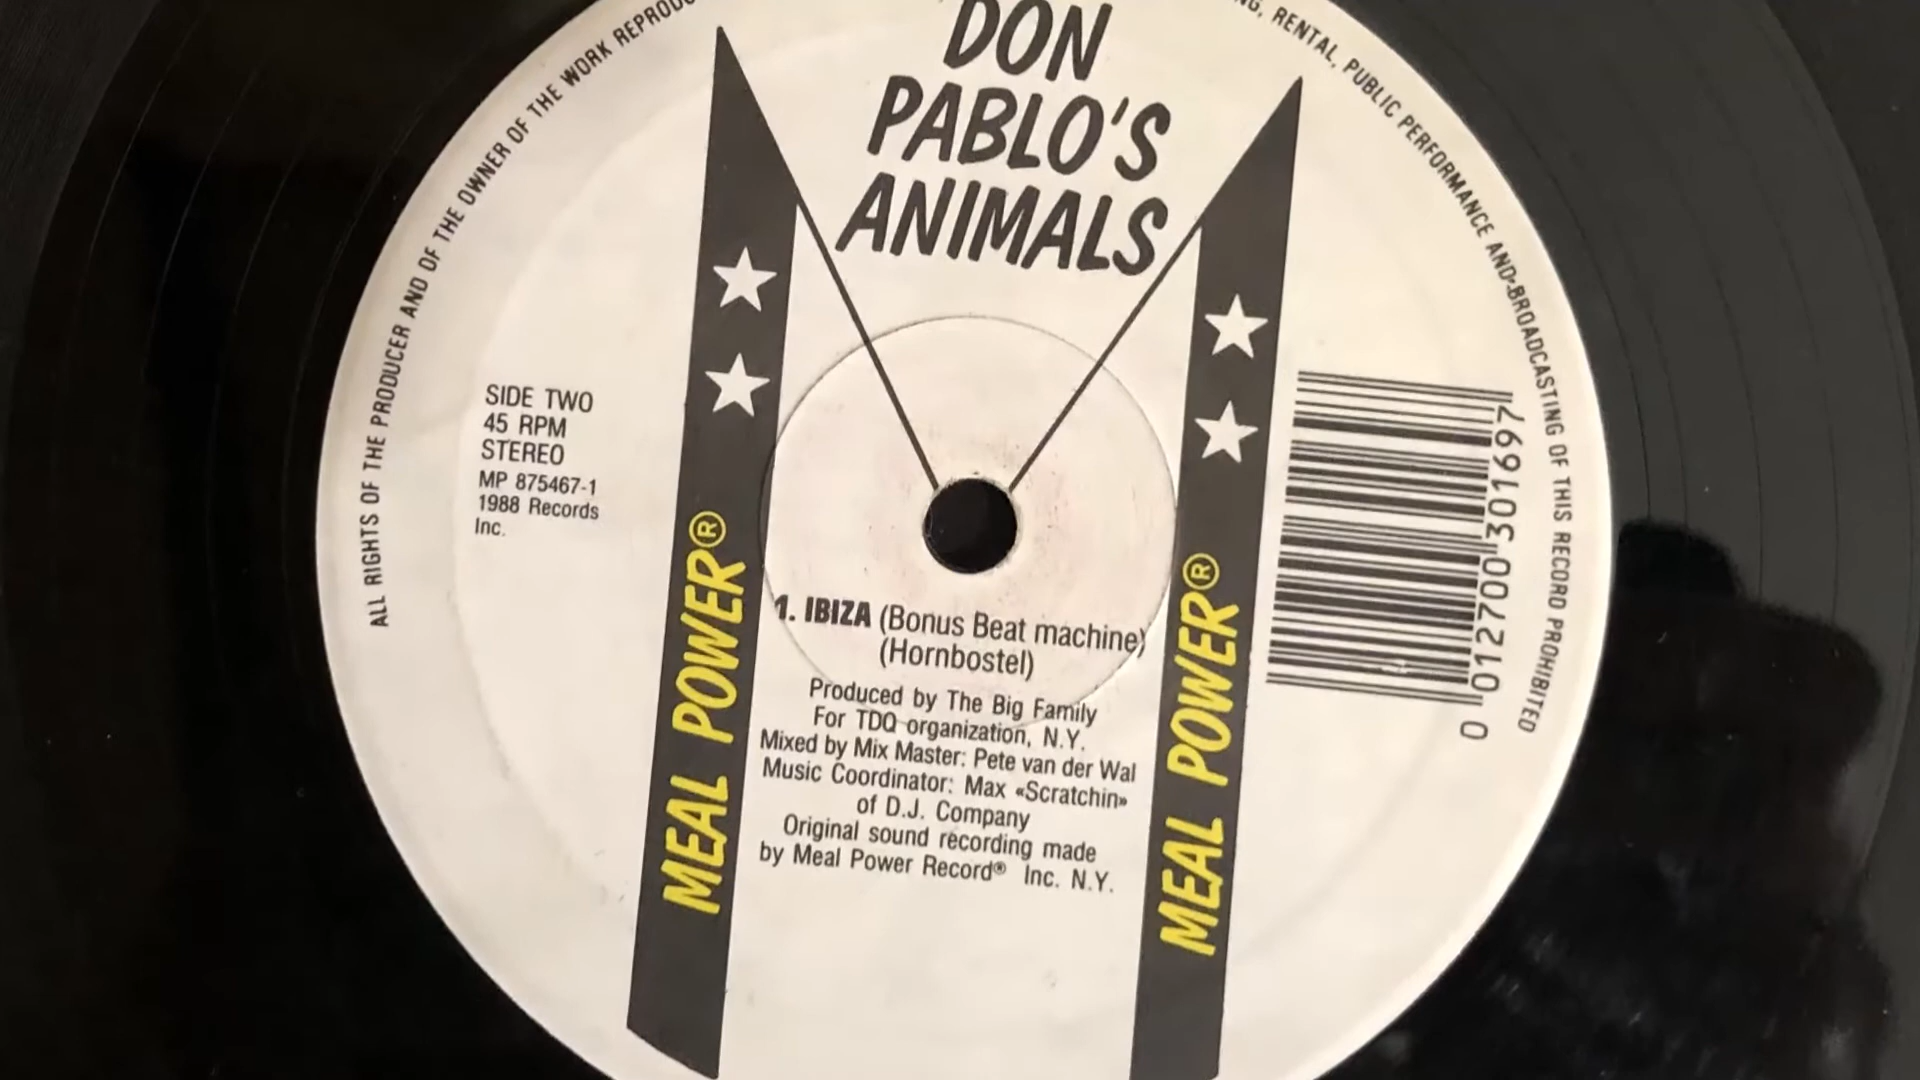 DON
PABLO'S
ANIMALS
ALL RIGHTS OF THE PRODUCER AND OF THE OWNER OF THE WORK
RENTAL, PUBLIC PERFORMANCE AND BROADCASTING OF THIS RECORD PROHIBITED
SIDE TWO
45 RPM
STEREO
MP 875467-1
1988 Records
Inc.
MEAL POWER®
MEAL POWER®
0 012700 301697
1. IBIZA (Bonus Beat machine)
(Hornbostel)
Produced by The Big Family
For TDQ organization, N.Y.
Mixed by Mix Master: Pete van der Wal
Music Coordinator: Max «Scratchin»
of D.J. Company
Original sound recording made
by Meal Power Record® Inc. N.Y.